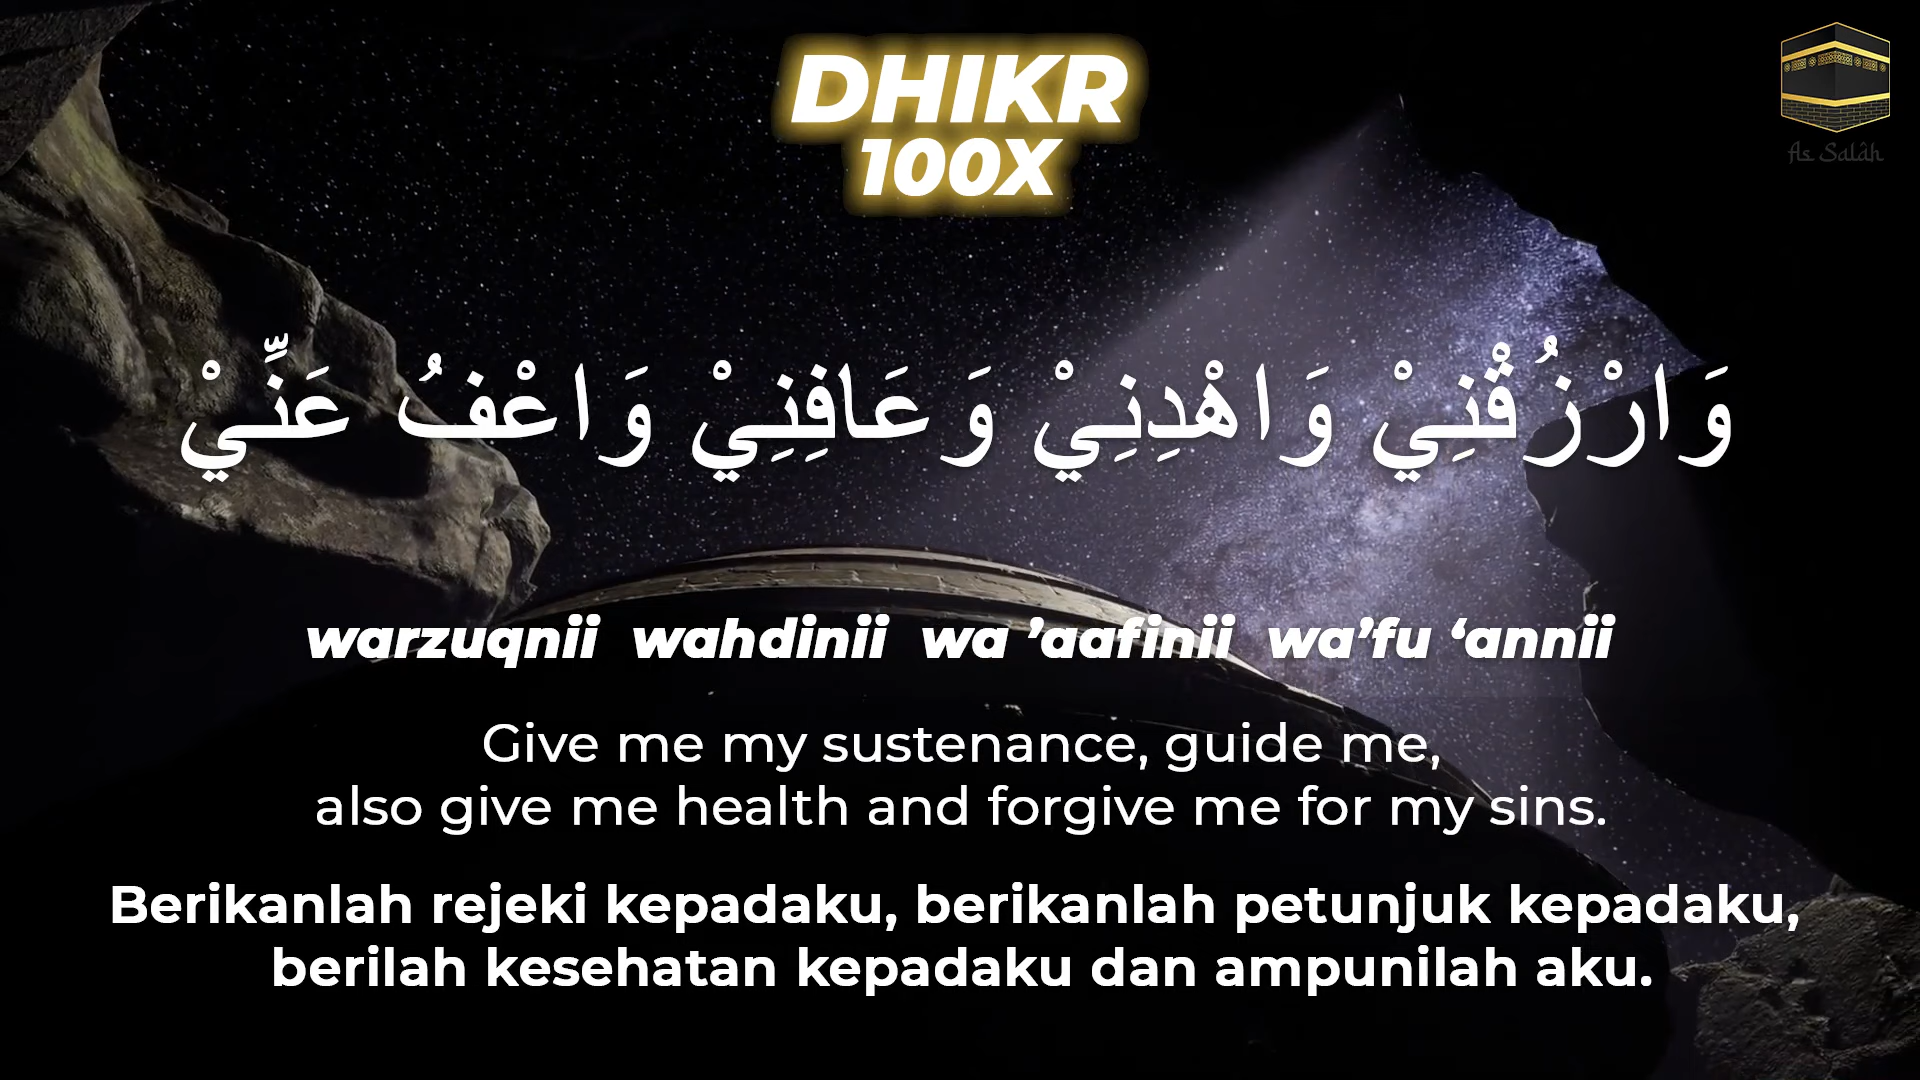 DHIKR
100X
As Salâh
وَارْزُقْنِيْ وَاهْدِنِيْ وَعَافِنِيْ وَاعْفُ عَنِّيْ
warzuqnii wahdinii wa ’aafinii wa’fu ‘annii
Give me my sustenance, guide me,
also give me health and forgive me for my sins.
Berikanlah rejeki kepadaku, berikanlah petunjuk kepadaku,
berilah kesehatan kepadaku dan ampunilah aku.